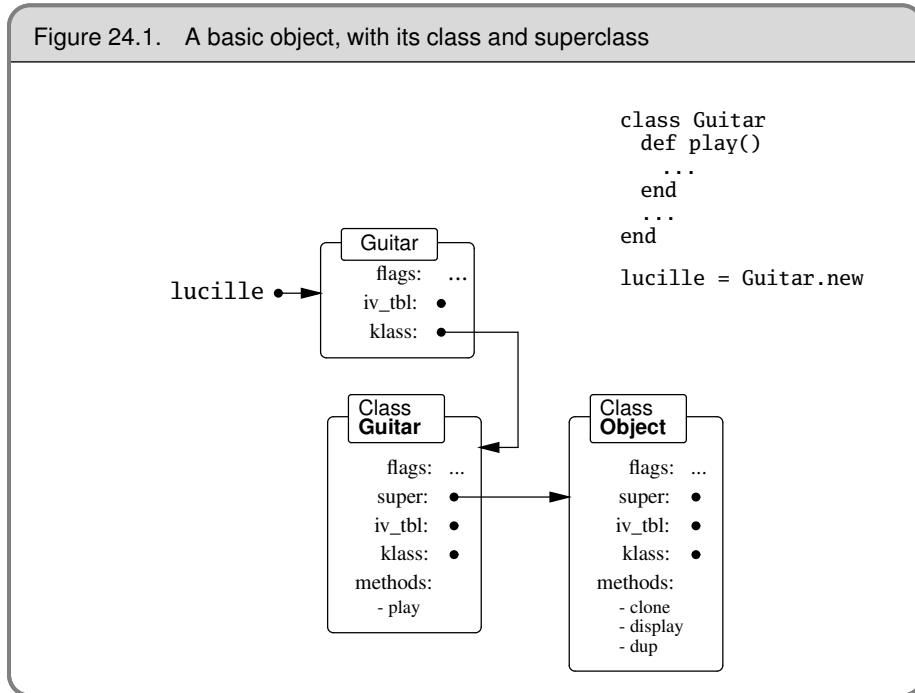 Figure 24.1. A basic object, with its class and superclass
class Guitar
def play()
...
end
...
end
lucille = Guitar.new
Guitar
flags: ...
lucille
iv_tbl:
klass:
Class
Guitar
flags: ...
super:
iv_tbl:
klass:
methods:
- play
Class
Object
flags: ...
super:
iv_tbl:
klass:
methods:
- clone
- display
- dup